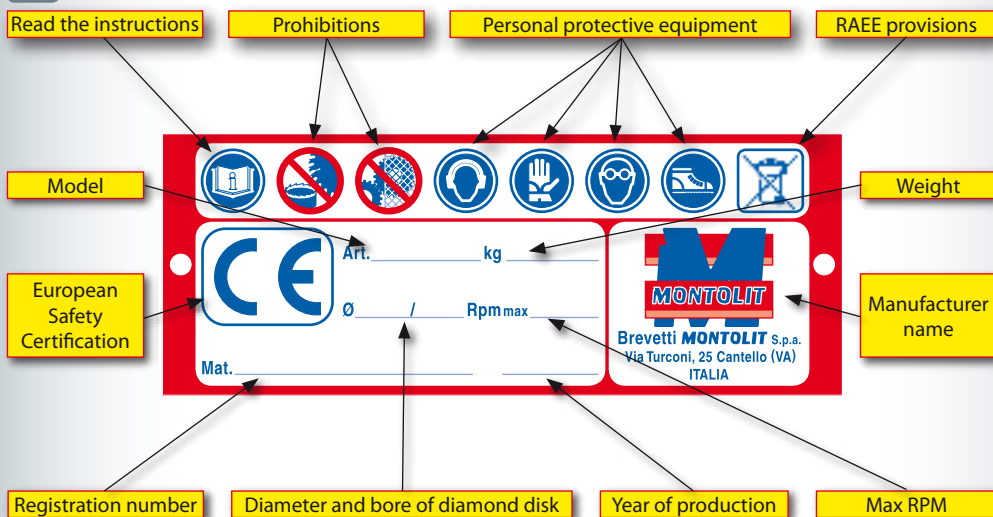 Read the instructions
Prohibitions
Personal protective equipment
RAEE provisions
Model
Weight
Art. kg
European
Safety
Certification
CE
Ø / Rpm max
MONTOLIT
Manufacturer
name
Brevetti MONTOLIT S.p.a.
Via Turconi, 25 Cantello (VA)
ITALIA
Mat.
Registration number
Diameter and bore of diamond disk
Year of production
Max RPM